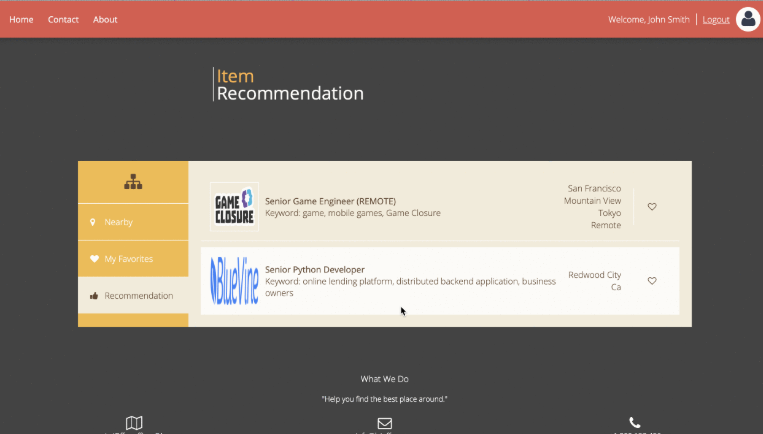 Home Contact About
Welcome, John Smith Logout
Item
Recommendation
Nearby
My Favorites
Recommendation
GAME
CLOSURE
Senior Game Engineer (REMOTE)
Keyword: game, mobile games, Game Closure
San Francisco
Mountain View
Tokyo
Remote
BlueVine
Senior Python Developer
Keyword: online lending platform, distributed backend application, business
owners
Redwood City
Ca
What We Do
"Help you find the best place around."